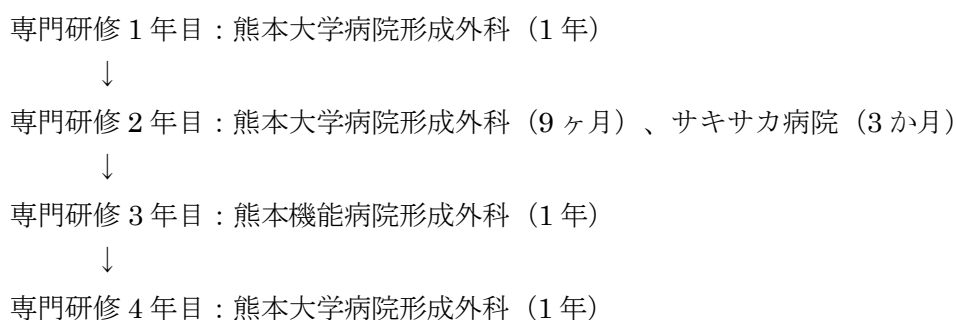 専門研修 1 年目：熊本大学病院形成外科（1 年）
↓
専門研修 2 年目：熊本大学病院形成外科（9 ヶ月）、サキサカ病院（3 か月）
↓
専門研修 3 年目：熊本機能病院形成外科（1 年）
↓
専門研修 4 年目：熊本大学病院形成外科（1 年）